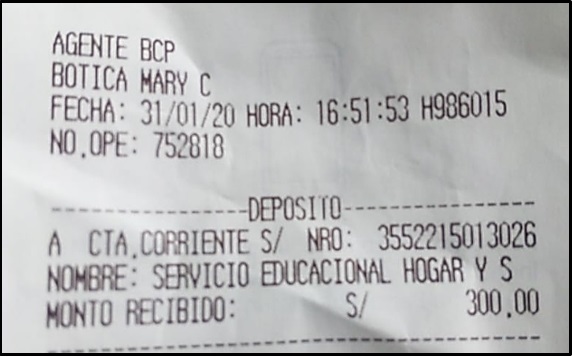 AGENTE BCP
BOTICA MARY C
FECHA: 31/01/20 HORA: 16:51:53 H986015
NO.OPE: 752818
----------------DEPOSITO----------------
A CTA.CORRIENTE S/ NRO: 3552215013026
NOMBRE: SERVICIO EDUCACIONAL HOGAR Y S
MONTO RECIBIDO: S/ 300.00
----------------------------------------